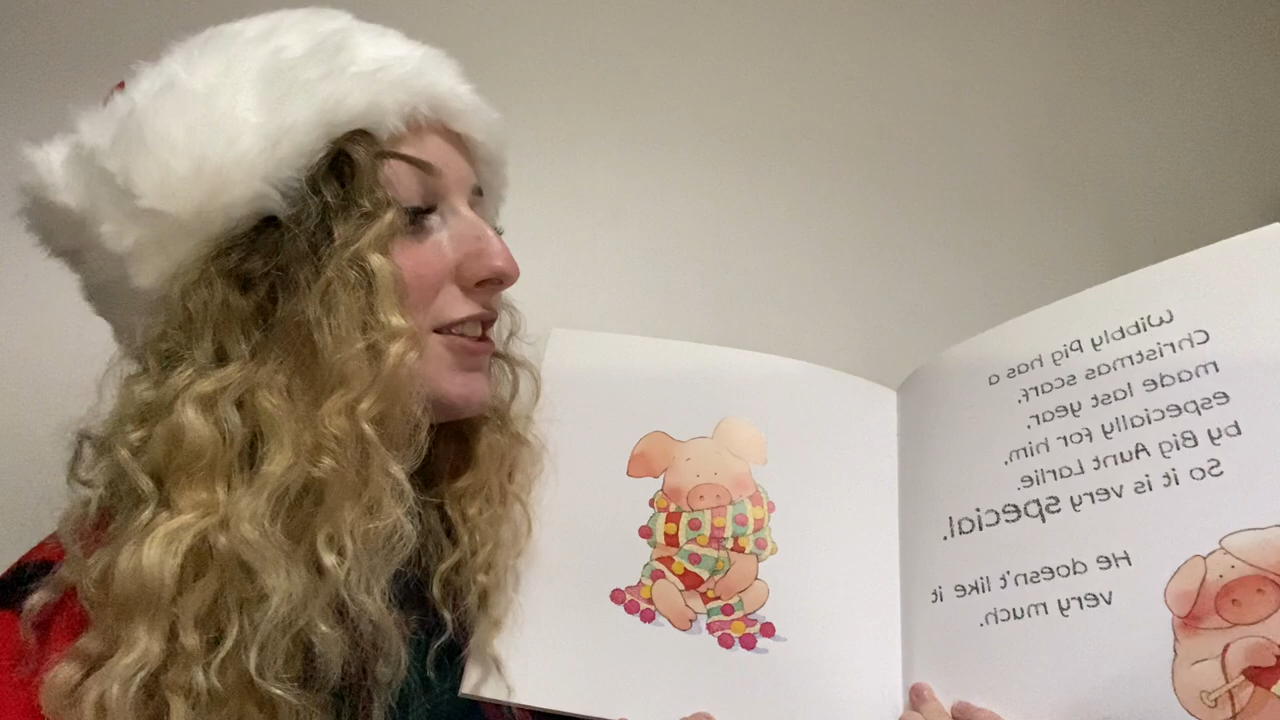 Wibbly Pig has a
Christmas scarf,
made last year,
especially for him,
by Big Aunt Larlie.
So it is very special.
He doesn't like it
very much.